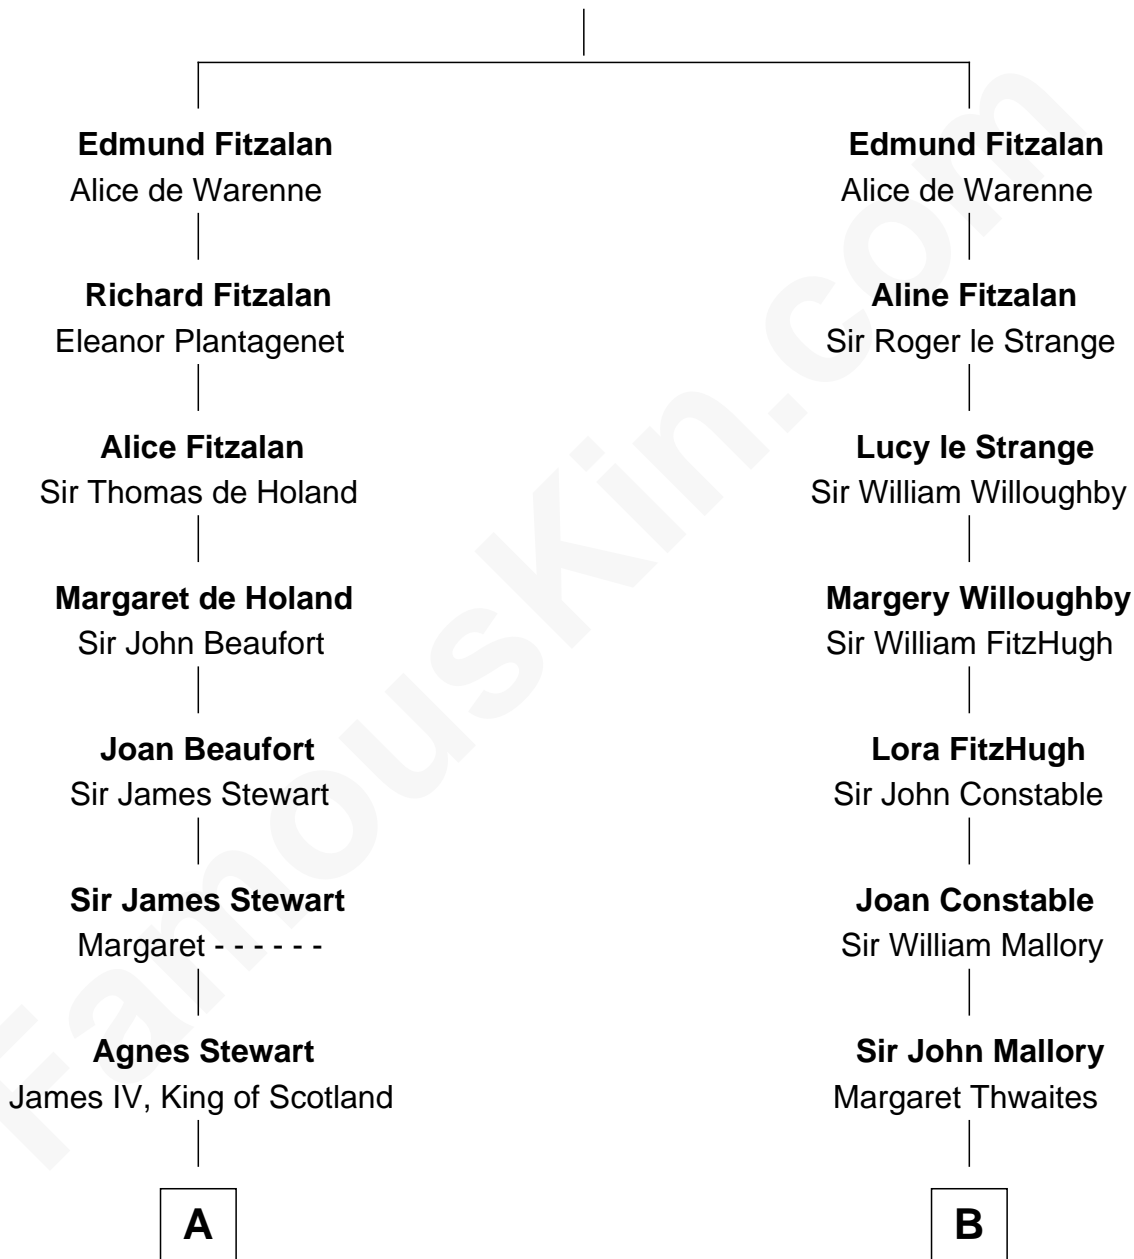 Edmund Fitzalan
Alice de Warenne
Richard Fitzalan
Eleanor Plantagenet
Alice Fitzalan
Sir Thomas de Holand
Margaret de Holand
Sir John Beaufort
Joan Beaufort
Sir James Stewart
Sir James Stewart
Margaret - - - - - -
Agnes Stewart
James IV, King of Scotland
A
Edmund Fitzalan
Alice de Warenne
Aline Fitzalan
Sir Roger le Strange
Lucy le Strange
Sir William Willoughby
Margery Willoughby
Sir William FitzHugh
Lora FitzHugh
Sir John Constable
Joan Constable
Sir William Mallory
Sir John Mallory
Margaret Thwaites
B
FamousKin.com